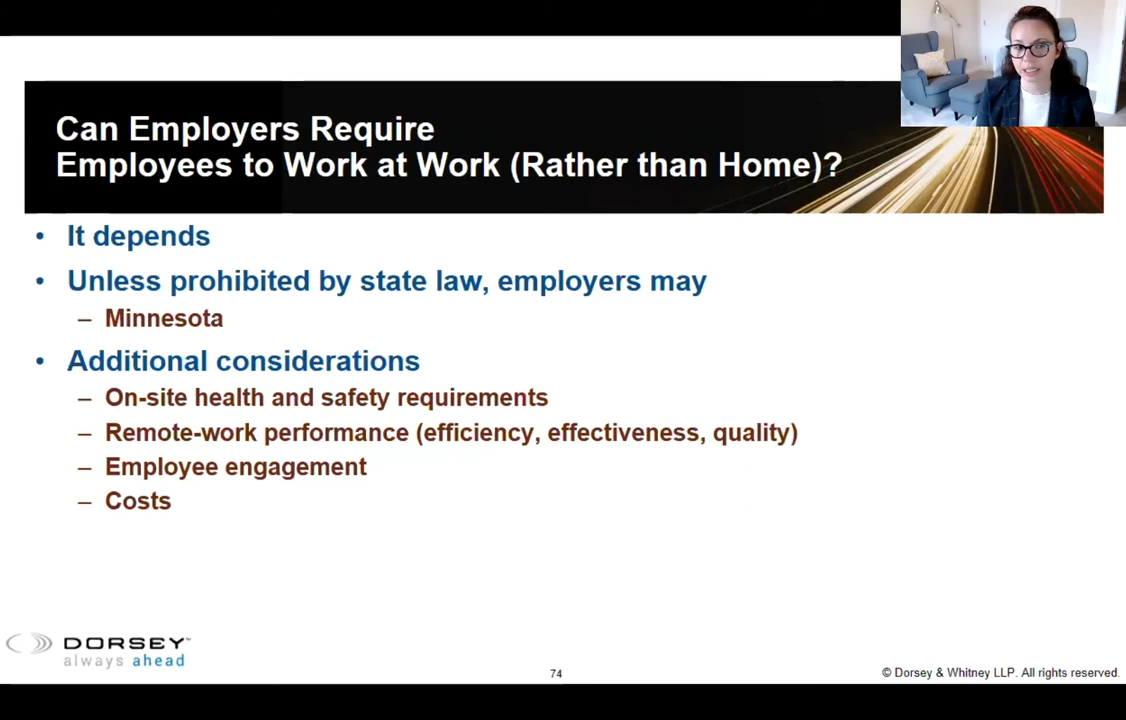 Can Employers Require
Employees to Work at Work (Rather than Home)?
• It depends
• Unless prohibited by state law, employers may
– Minnesota
• Additional considerations
– On-site health and safety requirements
– Remote-work performance (efficiency, effectiveness, quality)
– Employee engagement
– Costs
DORSEY™
always ahead
74
© Dorsey & Whitney LLP. All rights reserved.